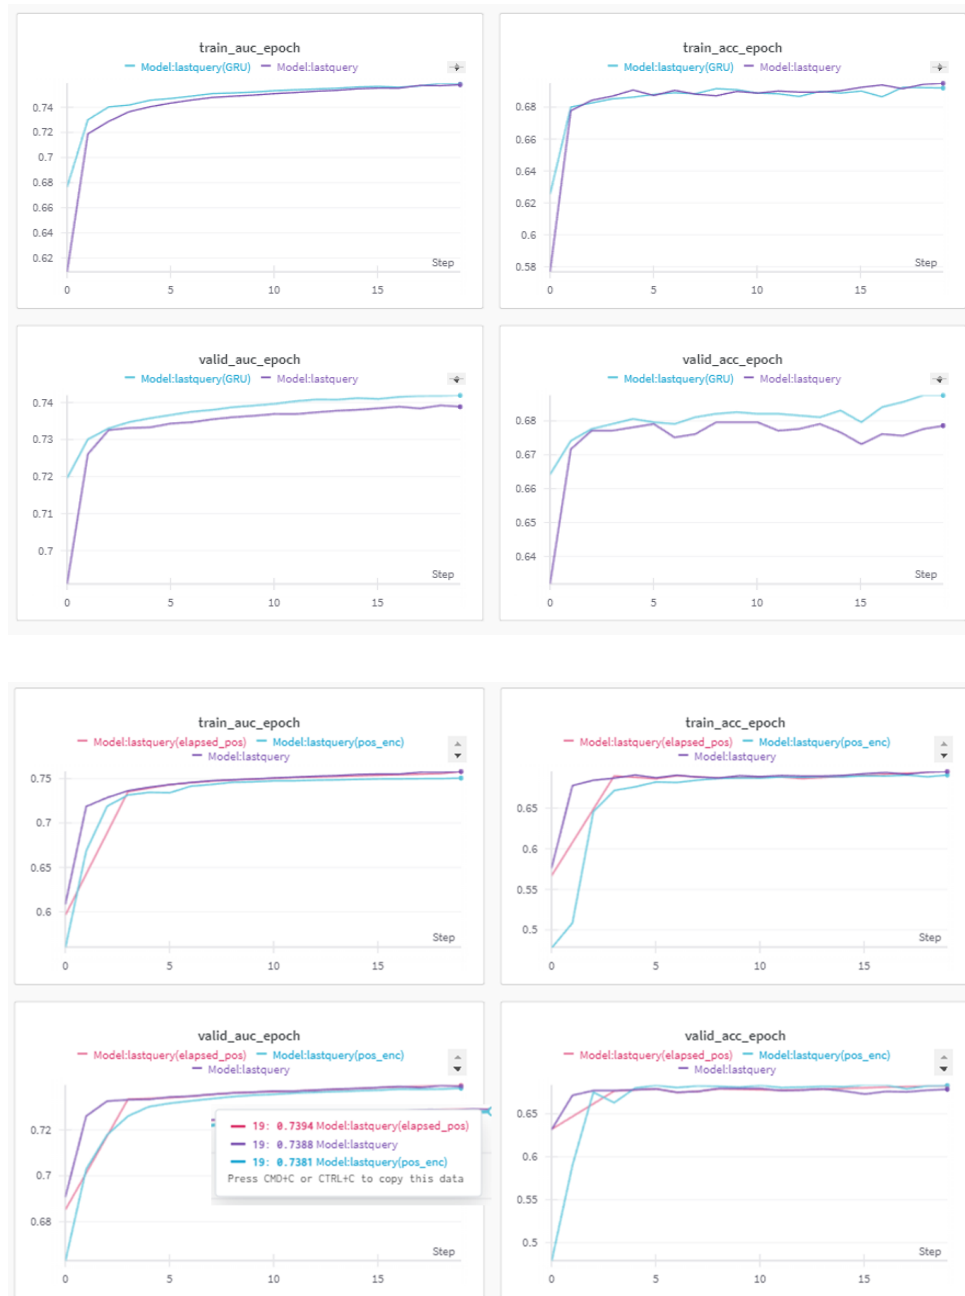 train_auc_epoch
Model:lastquery(GRU) Model:lastquery
0.74
0.72
0.7
0.68
0.66
0.64
0.62
Step
0 5 10 15
train_acc_epoch
Model:lastquery(GRU) Model:lastquery
0.68
0.66
0.64
0.62
0.6
0.58
Step
0 5 10 15
valid_auc_epoch
Model:lastquery(GRU) Model:lastquery
0.74
0.73
0.72
0.71
0.7
Step
0 5 10 15
valid_acc_epoch
Model:lastquery(GRU) Model:lastquery
0.68
0.67
0.66
0.65
0.64
Step
0 5 10 15
train_auc_epoch
Model:lastquery(elapsed_pos) Model:lastquery(pos_enc)
Model:lastquery
0.75
0.7
0.65
0.6
Step
0 5 10 15
train_acc_epoch
Model:lastquery(elapsed_pos) Model:lastquery(pos_enc)
Model:lastquery
0.65
0.6
0.55
0.5
Step
0 5 10 15
valid_auc_epoch
Model:lastquery(elapsed_pos) Model:lastquery(pos_enc)
Model:lastquery
0.72
0.7
0.68
19: 0.7394 Model:lastquery(elapsed_pos)
19: 0.7388 Model:lastquery
19: 0.7381 Model:lastquery(pos_enc)
Press CMD+C or CTRL+C to copy this data
Step
0 5 10 15
valid_acc_epoch
Model:lastquery(elapsed_pos) Model:lastquery(pos_enc)
Model:lastquery
0.65
0.6
0.55
0.5
Step
0 5 10 15